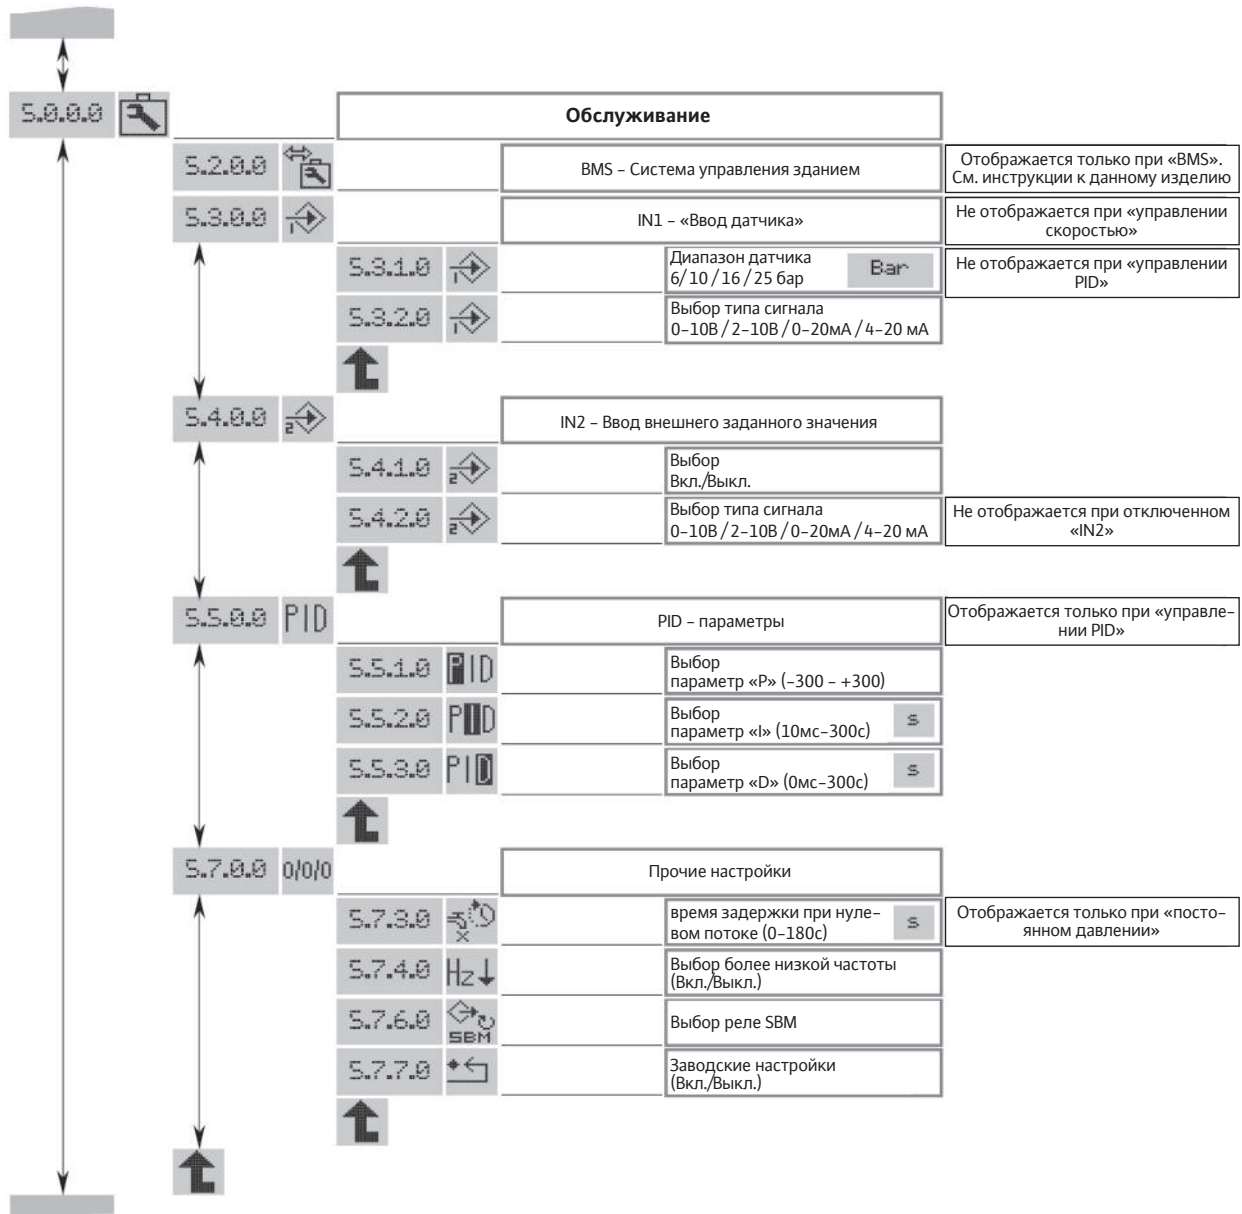 5.0.0.0
Обслуживание
5.2.0.0
BMS – Система управления зданием
Отображается только при «BMS».
См. инструкции к данному изделию
5.3.0.0
1
IN1 – «Ввод датчика»
Не отображается при «управлении
скоростью»
5.3.1.0
1
Диапазон датчика
6/10/16/25 бар
Bar
Не отображается при «управлении
PID»
5.3.2.0
1
Выбор типа сигнала
0–10В/2–10В/0–20мА/4–20 мА
5.4.0.0
2
IN2 – Ввод внешнего заданного значения
5.4.1.0
2
Выбор
Вкл./Выкл.
5.4.2.0
2
Выбор типа сигнала
0–10В/2–10В/0–20мА/4–20 мА
Не отображается при отключенном
«IN2»
5.5.0.0
PID
PID – параметры
Отображается только при «управле–
нии PID»
5.5.1.0
PID
Выбор
параметр «P» (–300 – +300)
5.5.2.0
PID
Выбор
параметр «I» (10мс–300с)
s
5.5.3.0
PID
Выбор
параметр «D» (0мс–300с)
s
5.7.0.0
0/0/0
Прочие настройки
5.7.3.0
время задержки при нуле–
вом потоке (0–180с)
s
Отображается только при «посто–
янном давлении»
5.7.4.0
Hz
Выбор более низкой частоты
(Вкл./Выкл.)
5.7.6.0
SBM
Выбор реле SBM
5.7.7.0
Заводские настройки
(Вкл./Выкл.)